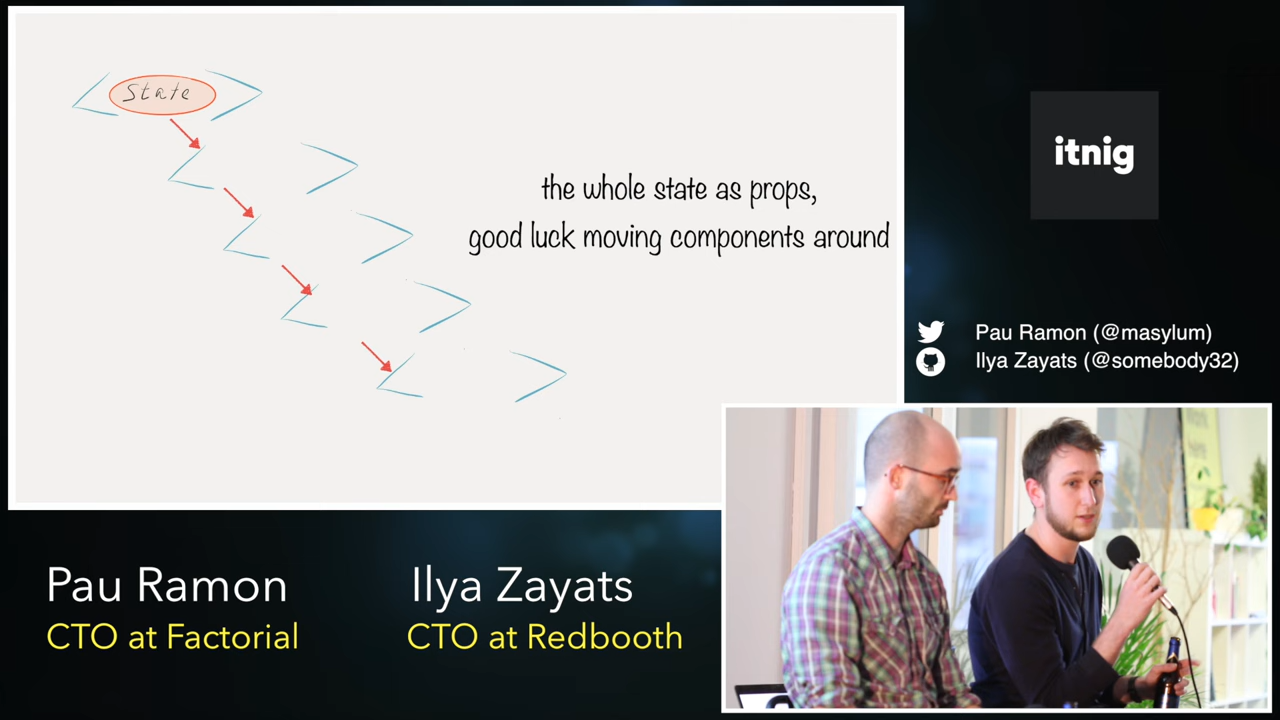 State
the whole state as props,
good luck moving components around
itnig
Pau Ramon (@masylum)
Ilya Zayats (@somebody32)
Pau Ramon
CTO at Factorial
Ilya Zayats
CTO at Redbooth